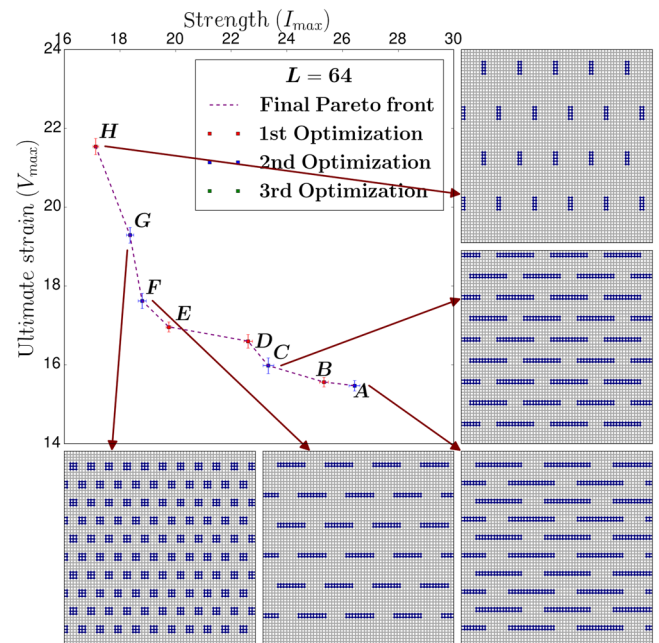 Strength (I_max)
16 18 20 22 24 26 28 30
24
22
20
18
16
14
Ultimate strain (V_max)
L = 64
Final Pareto front
1st Optimization
2nd Optimization
3rd Optimization
H
G
F
E
D
C
B
A